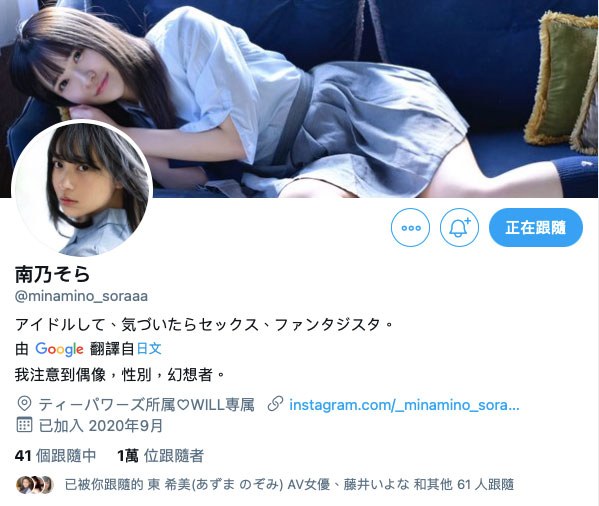 正在跟隨
南乃そら
@minamino_soraaa
アイドルして、気づいたらセックス、ファンタジスタ。
由 Google 翻譯自日文
我注意到偶像，性別，幻想者。
ティーパワーズ所属♡WILL専属 instagram.com/_minamino_sora...
已加入 2020年9月
41 個跟隨中 1萬 位跟隨者
已被你跟隨的 東 希美(あずま のぞみ) AV女優、藤井いよな 和其他 61 人跟隨